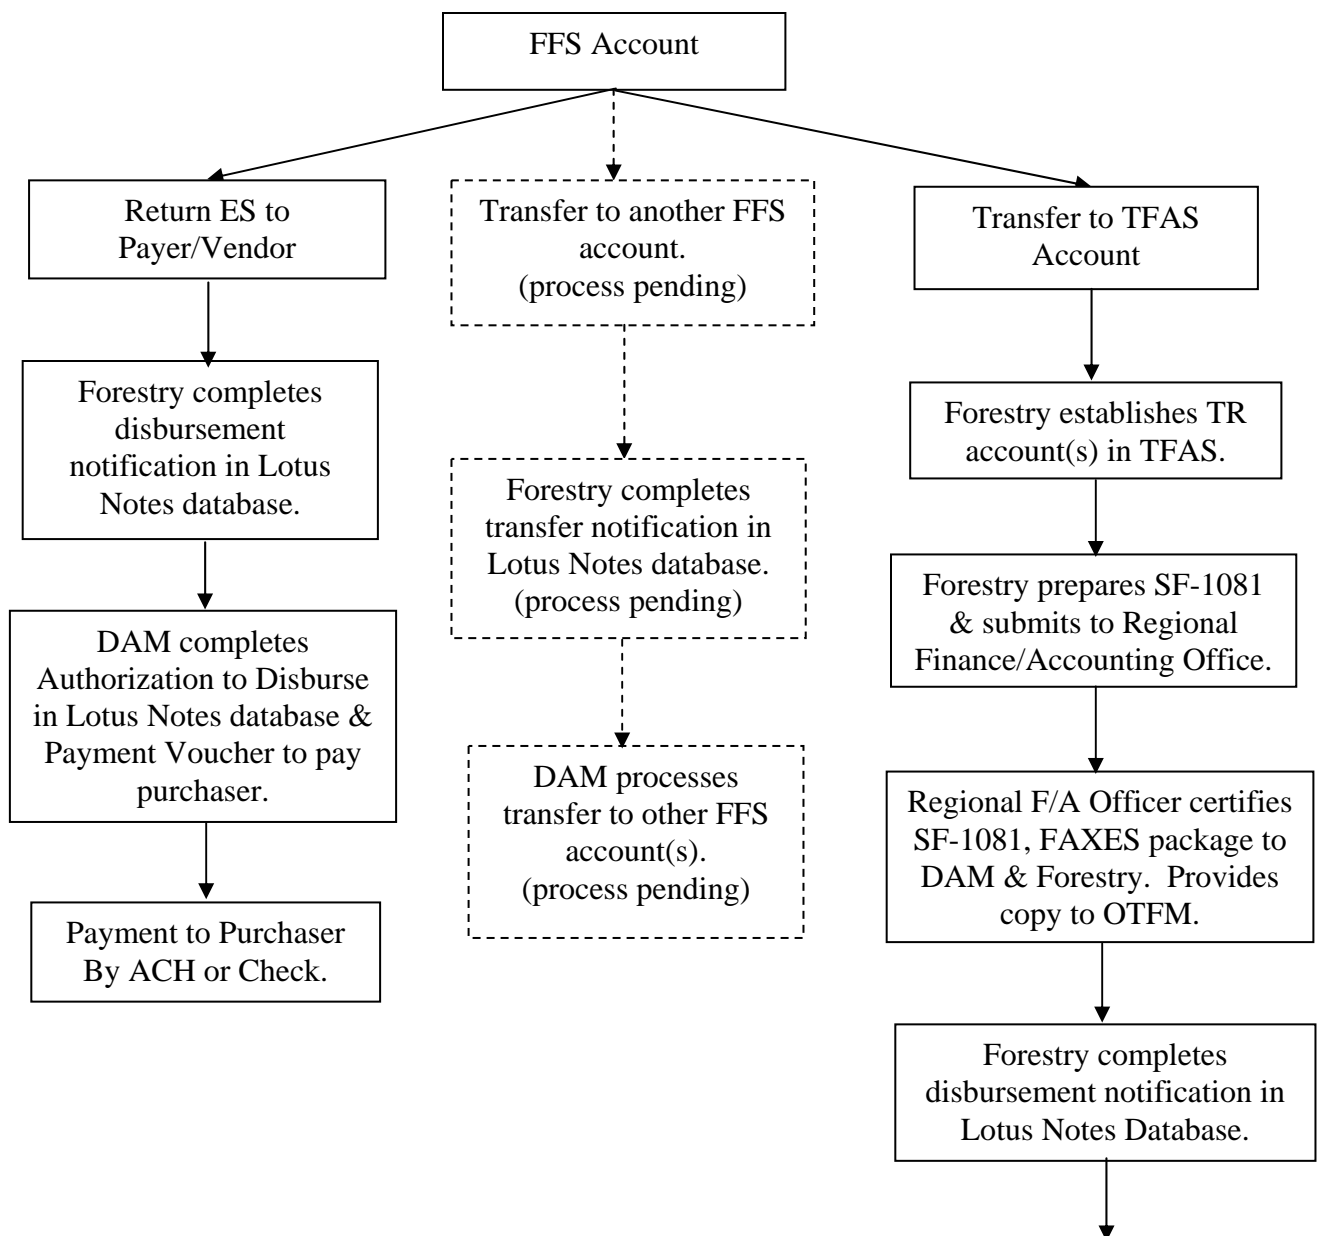 FFS Account
Return ES to
Payer/Vendor
Forestry completes
disbursement
notification in Lotus
Notes database.
DAM completes
Authorization to Disburse
in Lotus Notes database &
Payment Voucher to pay
purchaser.
Payment to Purchaser
By ACH or Check.
Transfer to another FFS
account.
(process pending)
Forestry completes
transfer notification in
Lotus Notes database.
(process pending)
DAM processes
transfer to other FFS
account(s).
(process pending)
Transfer to TFAS
Account
Forestry establishes TR
account(s) in TFAS.
Forestry prepares SF-1081
& submits to Regional
Finance/Accounting Office.
Regional F/A Officer certifies
SF-1081, FAXES package to
DAM & Forestry.  Provides
copy to OTFM.
Forestry completes
disbursement notification in
Lotus Notes Database.